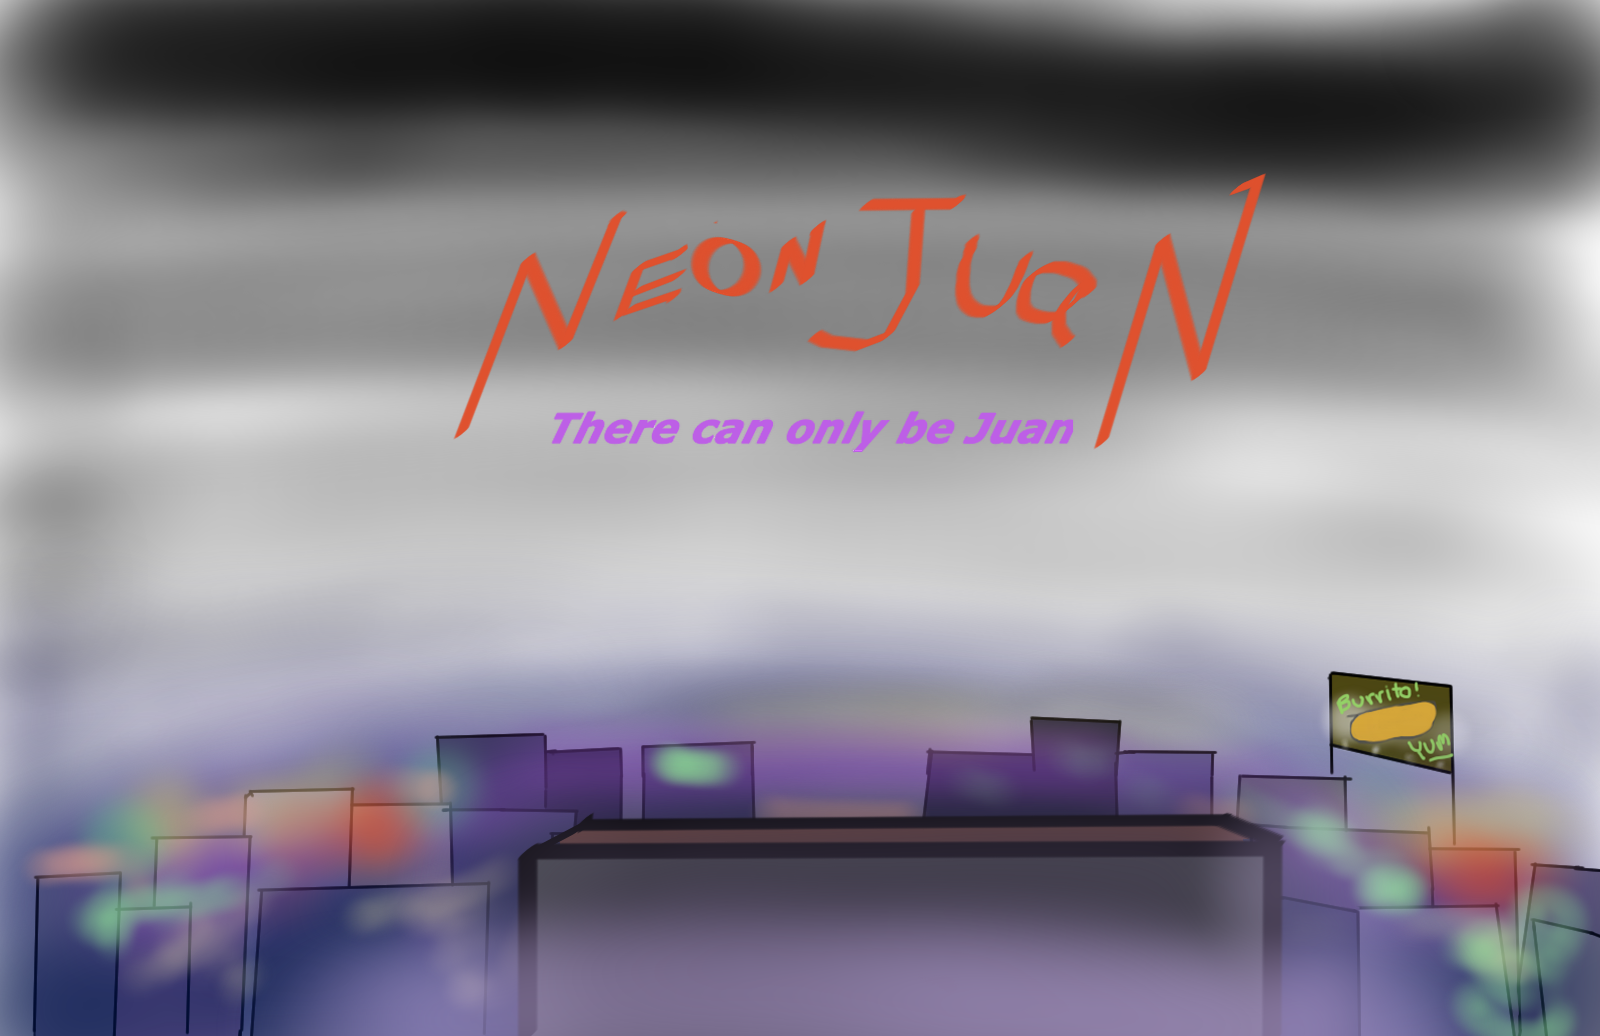 NEON JUaN
There can only be Juan
Burrito!
YUM